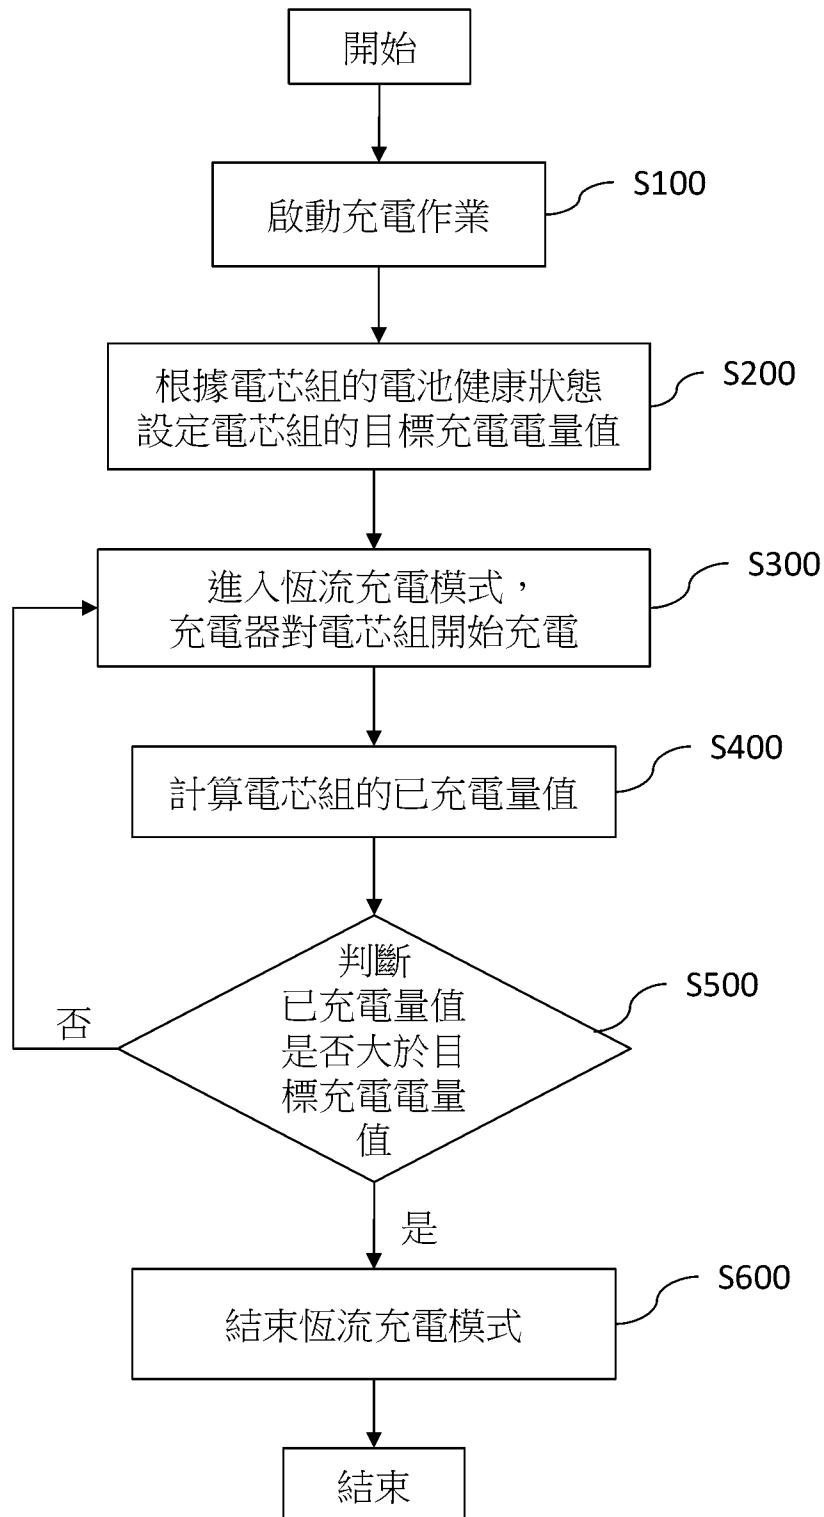 開始
啟動充電作業
S100
根據電芯組的電池健康狀態
設定電芯組的目標充電電量值
S200
進入恆流充電模式，
充電器對電芯組開始充電
S300
計算電芯組的已充電量值
S400
判斷
已充電量值
是否大於目
標充電電量
值
S500
否
是
結束恆流充電模式
S600
結束